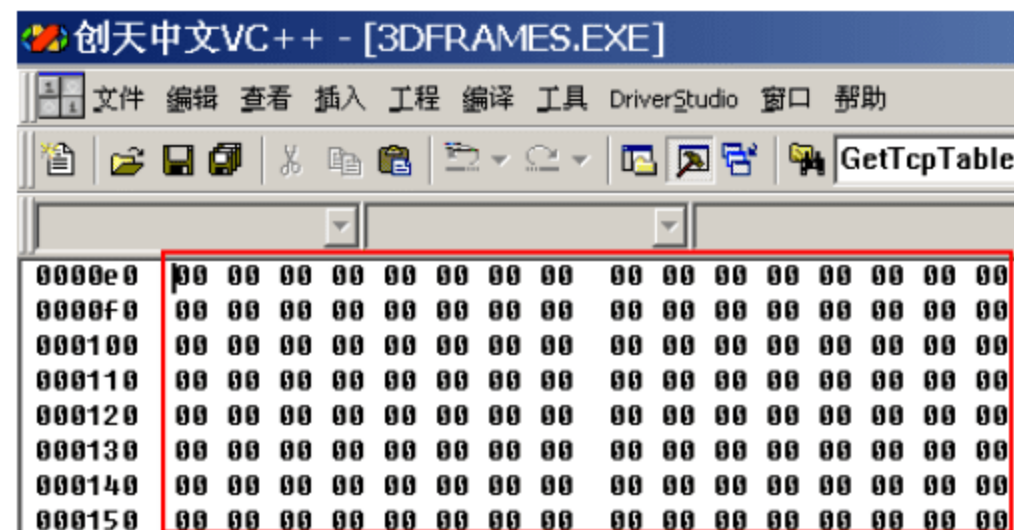 创天中文VC++ - [3DFRAMES.EXE]
文件 编辑 查看 插入 工程 编译 工具 DriverStudio 窗口 帮助
GetTcpTable
0000e0 00 00 00 00 00 00 00 00 00 00 00 00 00 00 00 00
0000f0 00 00 00 00 00 00 00 00 00 00 00 00 00 00 00 00
000100 00 00 00 00 00 00 00 00 00 00 00 00 00 00 00 00
000110 00 00 00 00 00 00 00 00 00 00 00 00 00 00 00 00
000120 00 00 00 00 00 00 00 00 00 00 00 00 00 00 00 00
000130 00 00 00 00 00 00 00 00 00 00 00 00 00 00 00 00
000140 00 00 00 00 00 00 00 00 00 00 00 00 00 00 00 00
000150 00 00 00 00 00 00 00 00 00 00 00 00 00 00 00 00